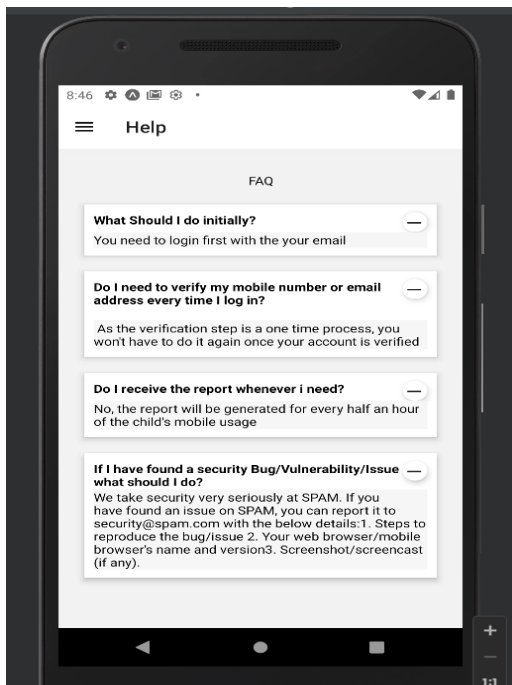 8:46
Help
FAQ
What Should I do initially?
You need to login first with the your email
Do I need to verify my mobile number or email
address every time I log in?
As the verification step is a one time process, you
won't have to do it again once your account is verified
Do I receive the report whenever i need?
No, the report will be generated for every half an hour
of the child's mobile usage
If I have found a security Bug/Vulnerability/Issue
what should I do?
We take security very seriously at SPAM. If you
have found an issue on SPAM, you can report it to
security@spam.com with the below details:1. Steps to
reproduce the bug/issue 2. Your web browser/mobile
browser's name and version3. Screenshot/screencast
(if any).
1:1